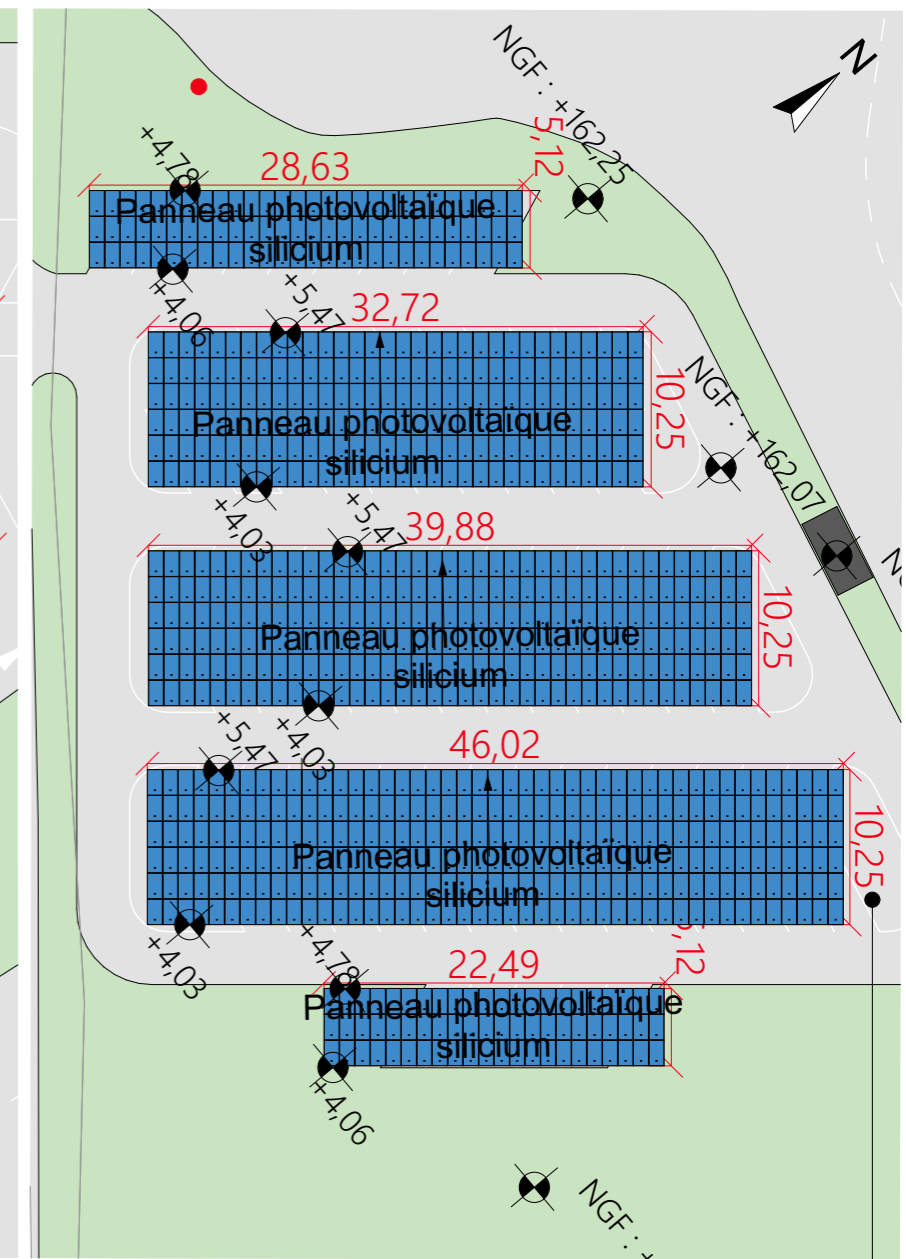 N
NGF : +162,25
5,12
+4,78
28,63
Panneau photovoltaïque
silicium
+4,06
+5,47
32,72
NGF : +162,07
10,25
Panneau photovoltaïque
silicium
+4,03
+5,47
39,88
10,25
Panneau photovoltaïque
silicium
+5,47
+4,03
46,02
10,25
Panneau photovoltaïque
silicium
+4,03
+4,78
22,49
5,12
Panneau photovoltaïque
silicium
+4,06
NGF : +